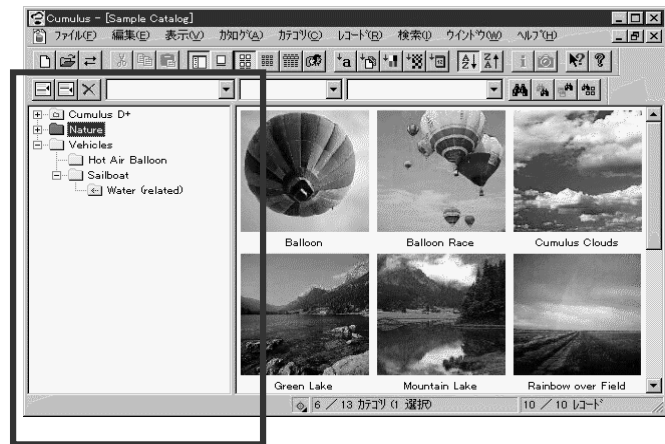 Cumulus - [Sample Catalog]
ファイル(F) 編集(E) 表示(V) カタログ(A) カテゴリ(C) レコード(R) 検索(I) ウインドウ(W) ヘルプ(H)
Cumulus D+
Nature
Vehicles
Hot Air Balloon
Sailboat
Water (related)
Balloon
Balloon Race
Cumulus Clouds
Green Lake
Mountain Lake
Rainbow over Field
6 / 13 カテゴリ (1 選択)
10 / 10 レコード